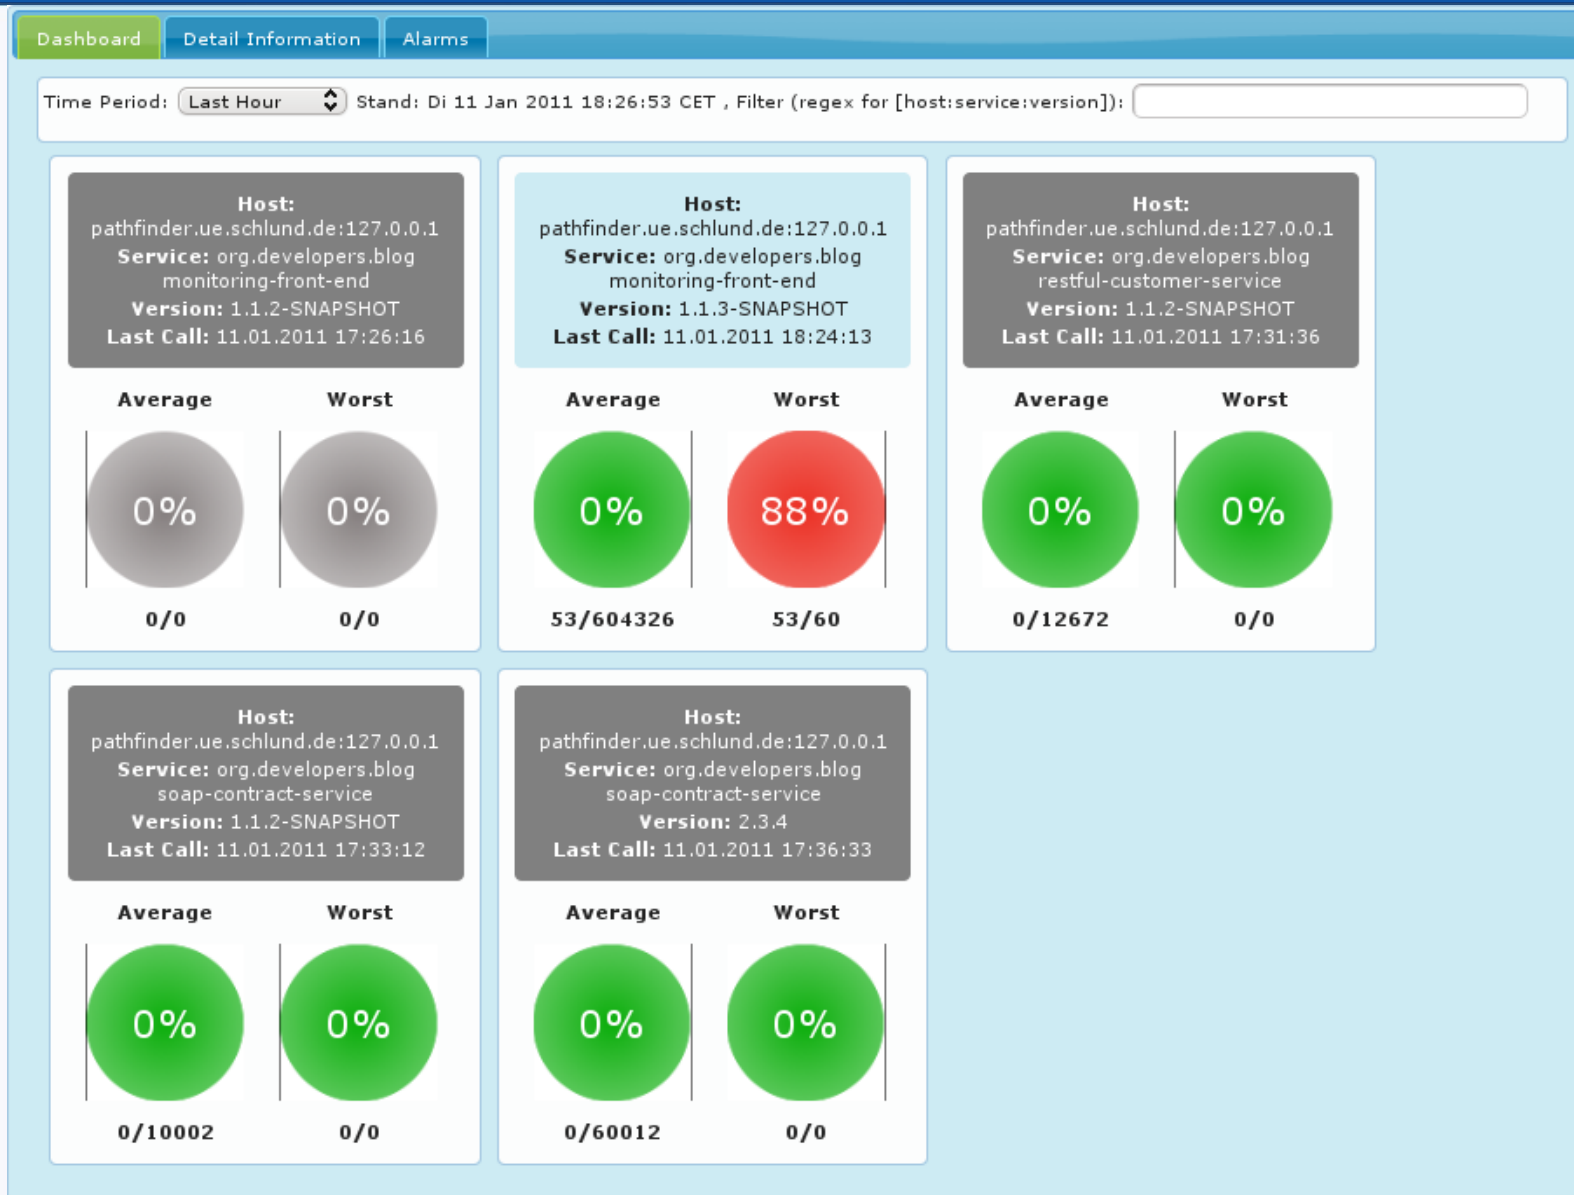 Dashboard Detail Information Alarms
Time Period: Last Hour Stand: Di 11 Jan 2011 18:26:53 CET , Filter (regex for [host:service:version]):
Host:
pathfinder.ue.schlund.de:127.0.0.1
Service: org.developers.blog
monitoring-front-end
Version: 1.1.2-SNAPSHOT
Last Call: 11.01.2011 17:26:16
Average Worst
0% 0%
0/0 0/0
Host:
pathfinder.ue.schlund.de:127.0.0.1
Service: org.developers.blog
monitoring-front-end
Version: 1.1.3-SNAPSHOT
Last Call: 11.01.2011 18:24:13
Average Worst
0% 88%
53/604326 53/60
Host:
pathfinder.ue.schlund.de:127.0.0.1
Service: org.developers.blog
restful-customer-service
Version: 1.1.2-SNAPSHOT
Last Call: 11.01.2011 17:31:36
Average Worst
0% 0%
0/12672 0/0
Host:
pathfinder.ue.schlund.de:127.0.0.1
Service: org.developers.blog
soap-contract-service
Version: 1.1.2-SNAPSHOT
Last Call: 11.01.2011 17:33:12
Average Worst
0% 0%
0/10002 0/0
Host:
pathfinder.ue.schlund.de:127.0.0.1
Service: org.developers.blog
soap-contract-service
Version: 2.3.4
Last Call: 11.01.2011 17:36:33
Average Worst
0% 0%
0/60012 0/0